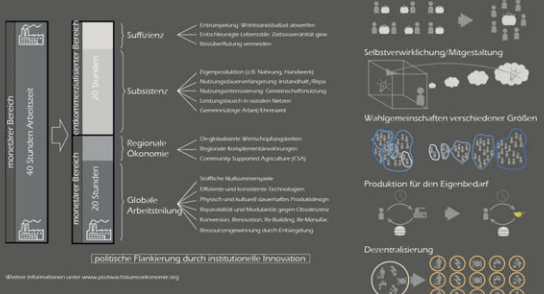 monetärer Bereich
40 Stunden Arbeitszeit
entkommerzialisierter Bereich
20 Stunden
monetärer Bereich
20 Stunden
Suffizienz
Entrümpelung: Wohlstandsballast abwerfen
Entschleunigte Lebensstile: Zeitsouveränität gew.
Reizüberflutung vermeiden
Subsistenz
Eigenproduktion (z.B. Nahrung, Handwerk)
Nutzungsdauerverlängerung: Instandhalt./Repa.
Nutzungsintensivierung: Gemeinschaftsnutzung
Leistungstausch in sozialen Netzen
Gemeinnützige Arbeit/Ehrenamt
Regionale
Ökonomie
De-globalisierte Wertschöpfungsketten
Regionale Komplementärwährungen
Community Supported Agriculture (CSA)
Globale
Arbeitsteilung
Stoffliche Nullsummenspiele
Effiziente und konsistente Technologien
Physisch und kulturell dauerhaftes Produktdesign
Reparabilität und Modularität gegen Obsoleszenz
Konversion, Renovation, Re-Building, Re-Manufac.
Ressourcengewinnung durch Entsiegelung
politische Flankierung durch institutionelle Innovation
Weitere Informationen unter www.postwachstumsoekonomie.org
Selbstverwirklichung/Mitgestaltung
Wahlgemeinschaften verschiedener Größen
Produktion für den Eigenbedarf
Dezentralisierung